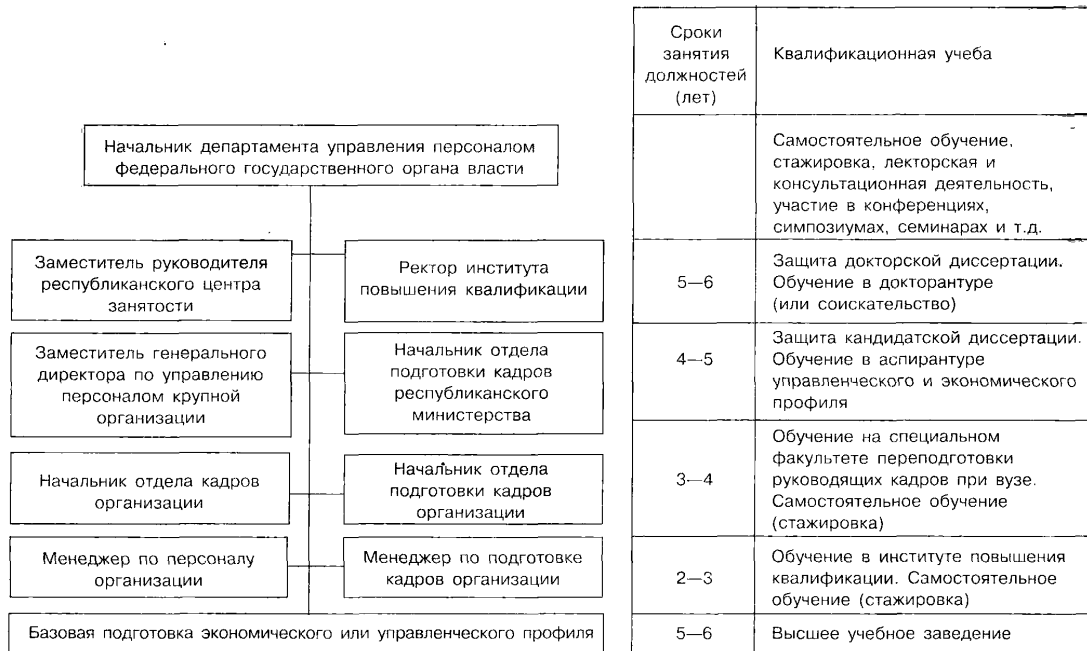 Сроки
занятия
должностей
(лет)
Квалификационная учеба
Начальник департамента управления персоналом
федерального государственного органа власти
Самостоятельное обучение,
стажировка, лекторская и
консультационная деятельность,
участие в конференциях,
симпозиумах, семинарах и т.д.
Заместитель руководителя
республиканского центра
занятости
Ректор института
повышения квалификации
5—6
Защита докторской диссертации.
Обучение в докторантуре
(или соискательство)
Заместитель генерального
директора по управлению
персоналом крупной
организации
Начальник отдела
подготовки кадров
республиканского
министерства
4—5
Защита кандидатской диссертации.
Обучение в аспирантуре
управленческого и экономического
профиля
Начальник отдела кадров
организации
Начальник отдела
подготовки кадров
организации
3—4
Обучение на специальном
факультете переподготовки
руководящих кадров при вузе.
Самостоятельное обучение
(стажировка)
Менеджер по персоналу
организации
Менеджер по подготовке
кадров организации
2—3
Обучение в институте повышения
квалификации. Самостоятельное
обучение (стажировка)
Базовая подготовка экономического или управленческого профиля
5—6
Высшее учебное заведение